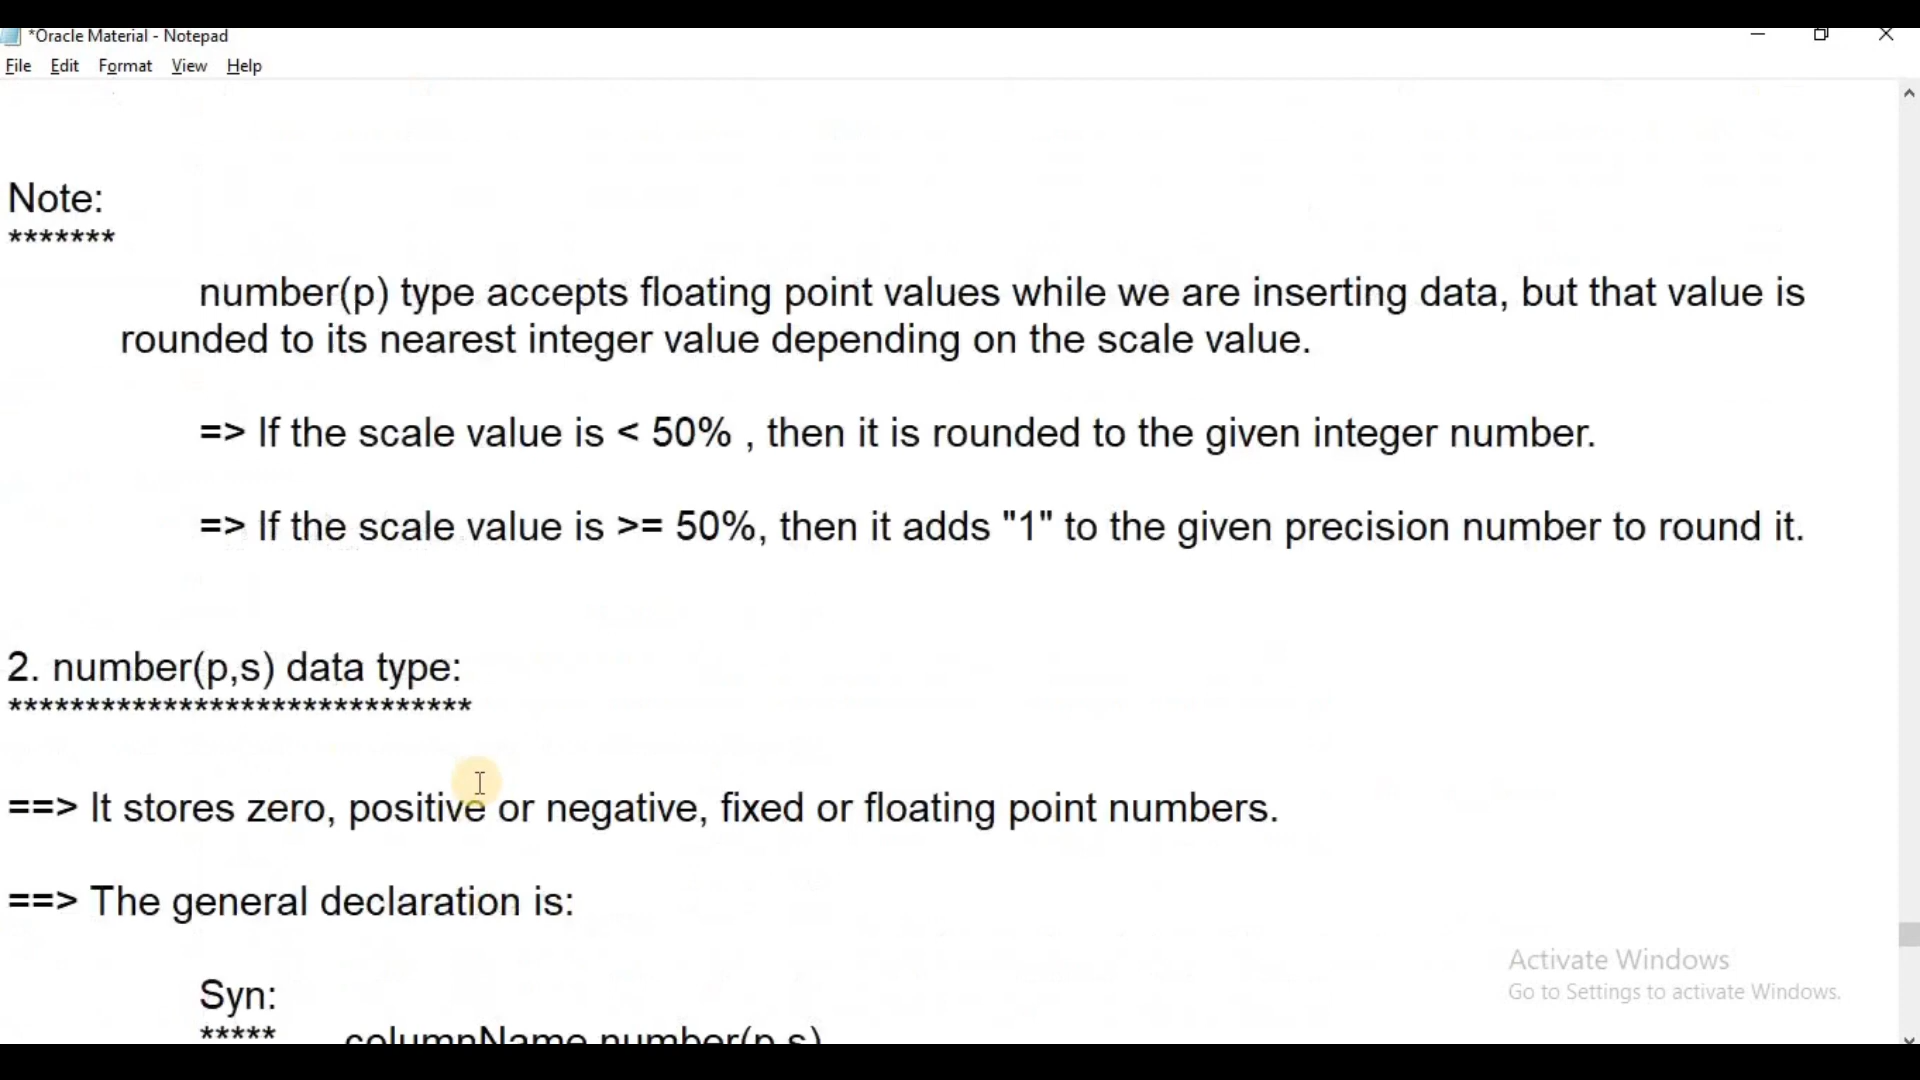 *Oracle Material - Notepad
File Edit Format View Help
Note:
*******
number(p) type accepts floating point values while we are inserting data, but that value is
rounded to its nearest integer value depending on the scale value.
=> If the scale value is < 50% , then it is rounded to the given integer number.
=> If the scale value is >= 50%, then it adds "1" to the given precision number to round it.
2. number(p,s) data type:
******************************
==> It stores zero, positive or negative, fixed or floating point numbers.
==> The general declaration is:
Syn:
***** columnName number(p,s)
Activate Windows
Go to Settings to activate Windows.